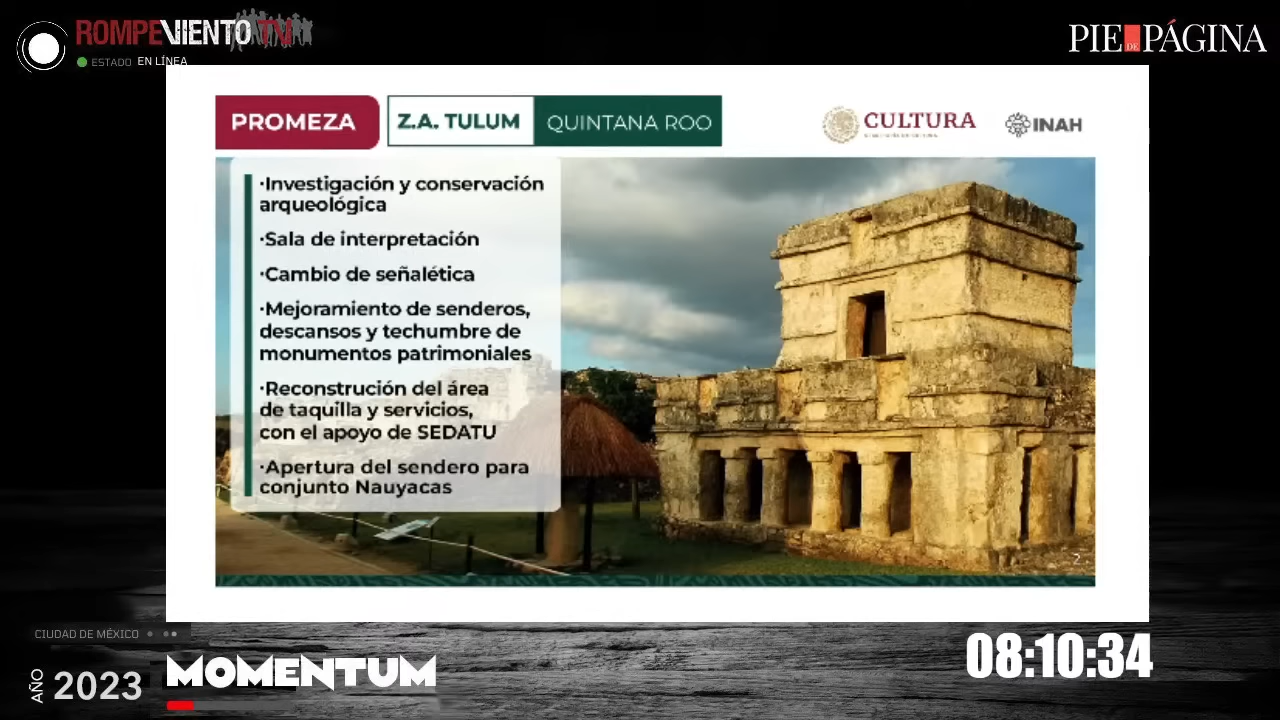 ROMPEVIENTO TV
ESTADO EN LÍNEA
PIE DE PÁGINA
PROMEZA
Z.A. TULUM
QUINTANA ROO
CULTURA
INAH
·Investigación y conservación
arqueológica
·Sala de interpretación
·Cambio de señalética
·Mejoramiento de senderos,
descansos y techumbre de
monumentos patrimoniales
·Reconstrución del área
de taquilla y servicios,
con el apoyo de SEDATU
·Apertura del sendero para
conjunto Nauyacas
2
CIUDAD DE MÉXICO
AÑO 2023
MOMENTUM
08:10:34